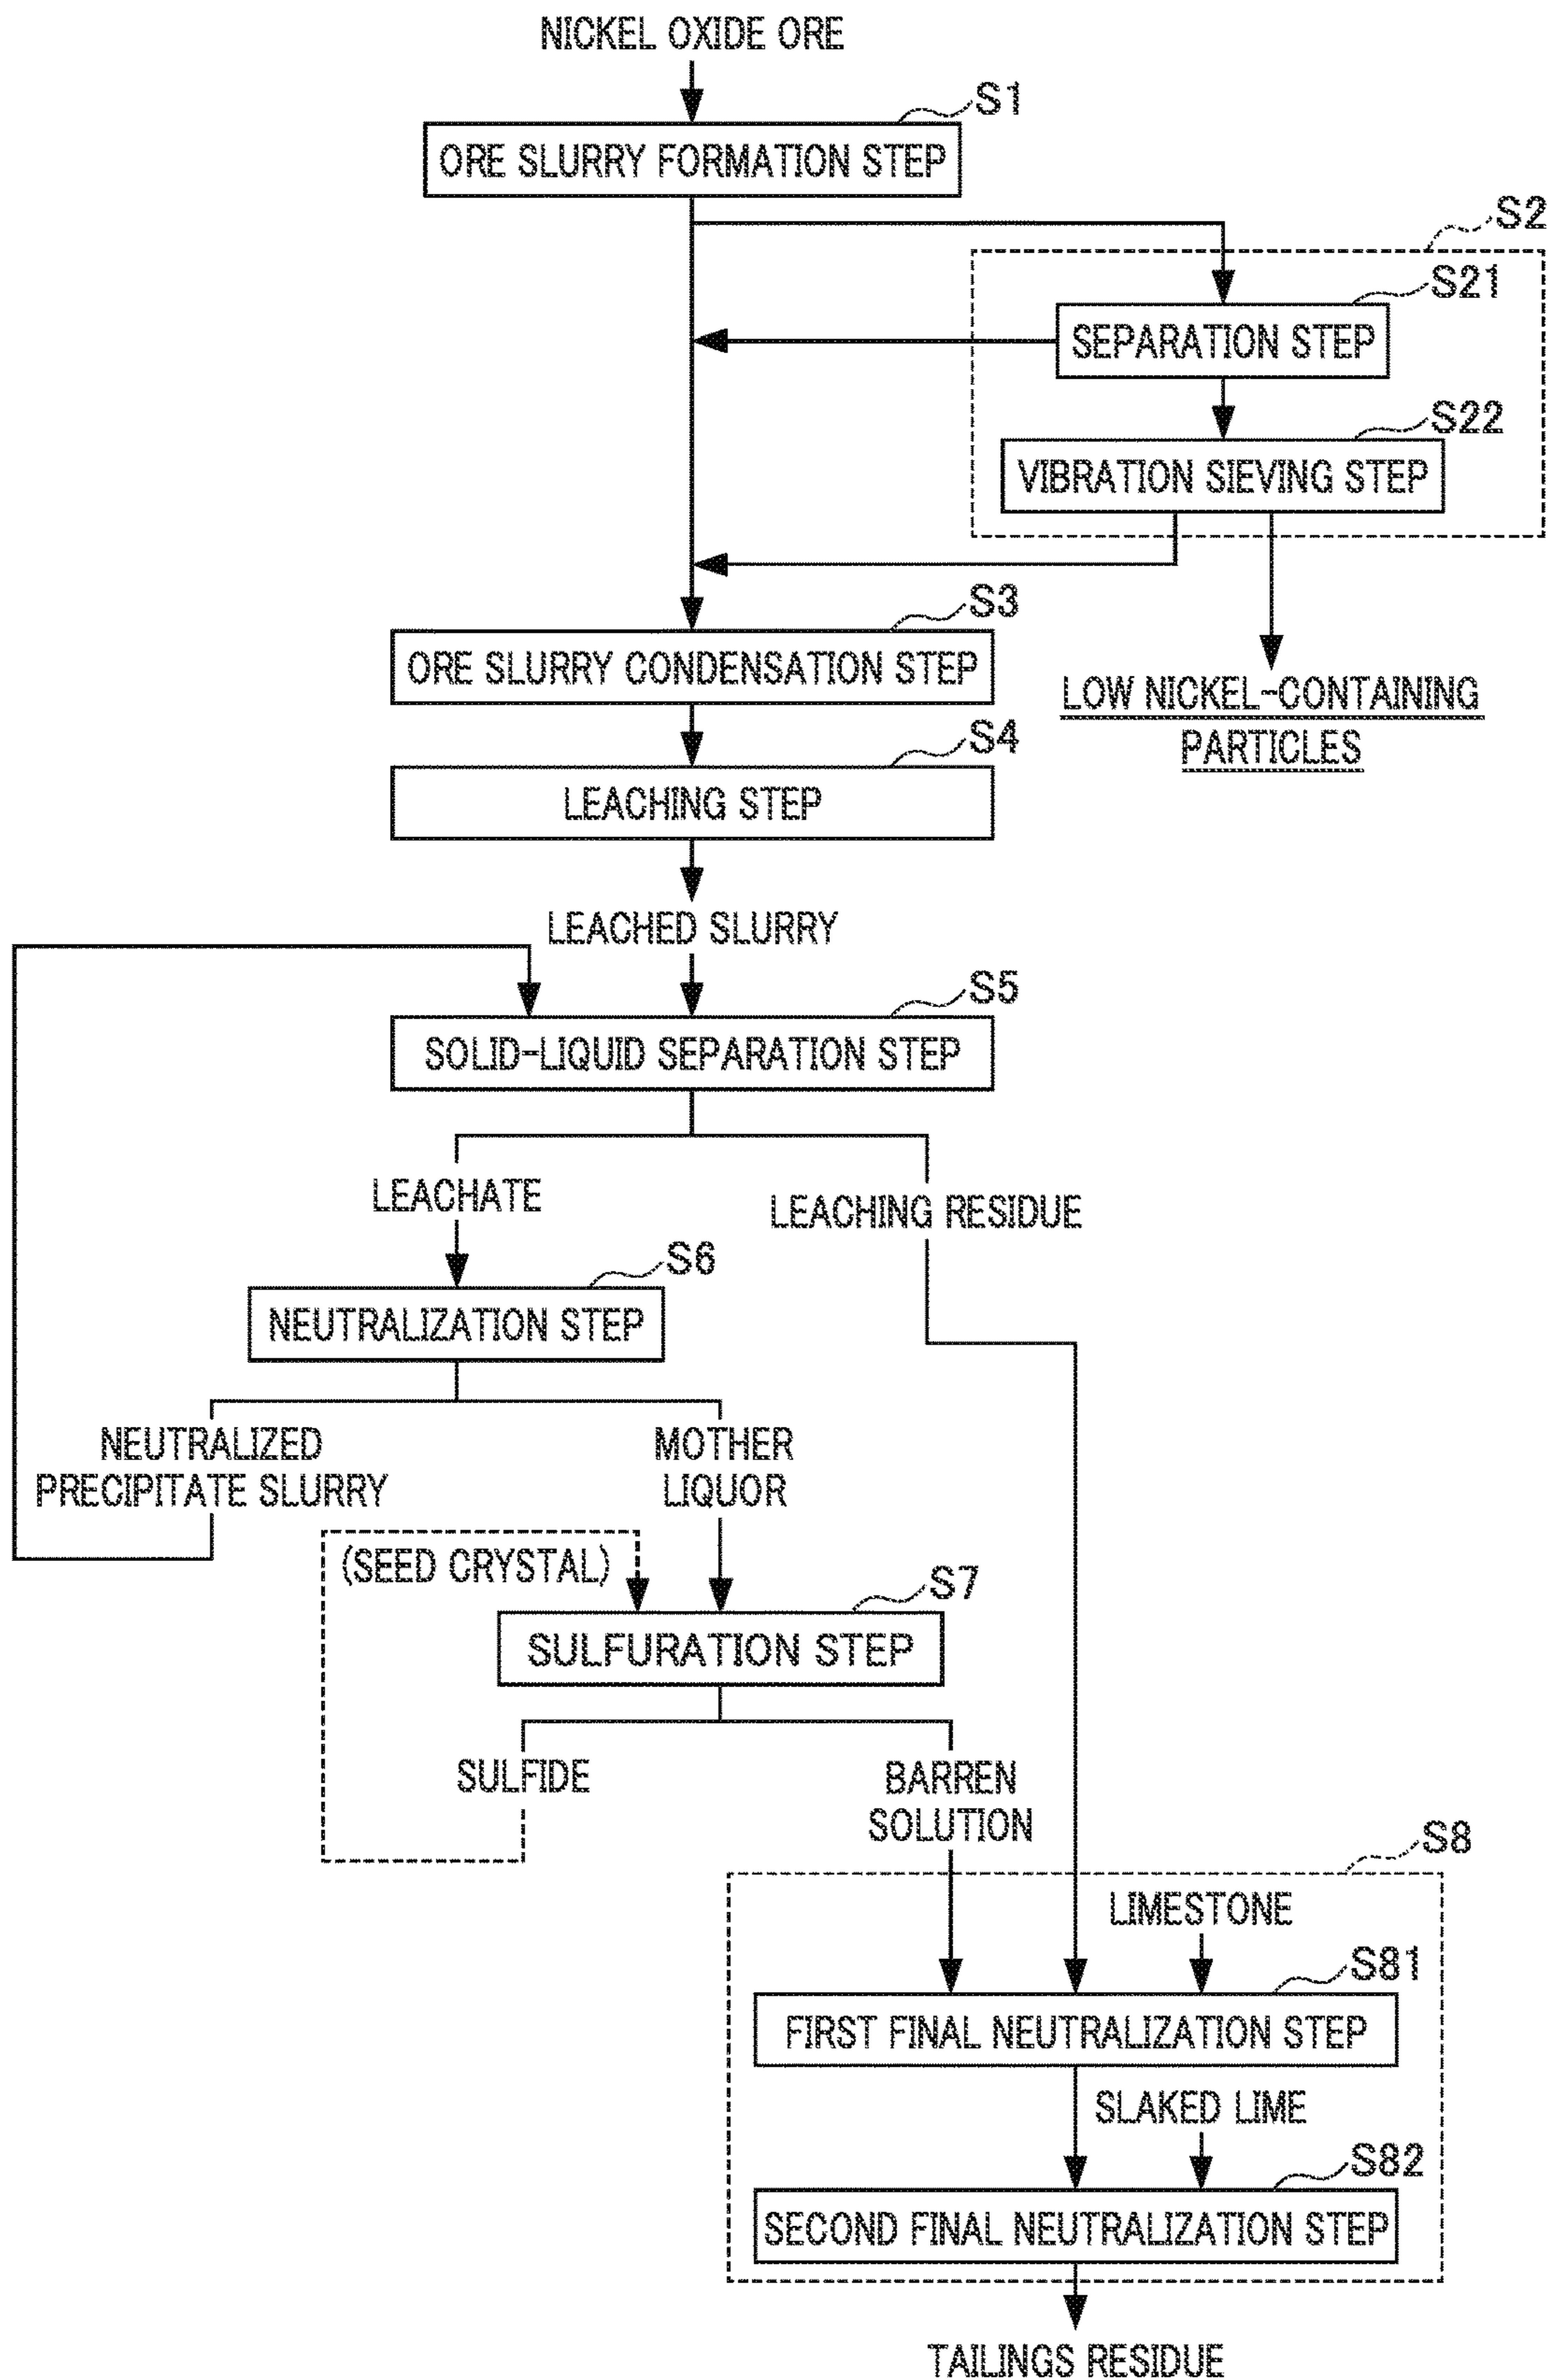 NICKEL OXIDE ORE
S1
ORE SLURRY FORMATION STEP
S2
S21
SEPARATION STEP
S22
VIBRATION SIEVING STEP
S3
ORE SLURRY CONDENSATION STEP
LOW NICKEL-CONTAINING
PARTICLES
S4
LEACHING STEP
LEACHED SLURRY
S5
SOLID-LIQUID SEPARATION STEP
LEACHATE
LEACHING RESIDUE
S6
NEUTRALIZATION STEP
NEUTRALIZED
PRECIPITATE SLURRY
MOTHER
LIQUOR
(SEED CRYSTAL)
S7
SULFURATION STEP
SULFIDE
BARREN
SOLUTION
S8
LIMESTONE
S81
FIRST FINAL NEUTRALIZATION STEP
SLAKED LIME
S82
SECOND FINAL NEUTRALIZATION STEP
TAILINGS RESIDUE